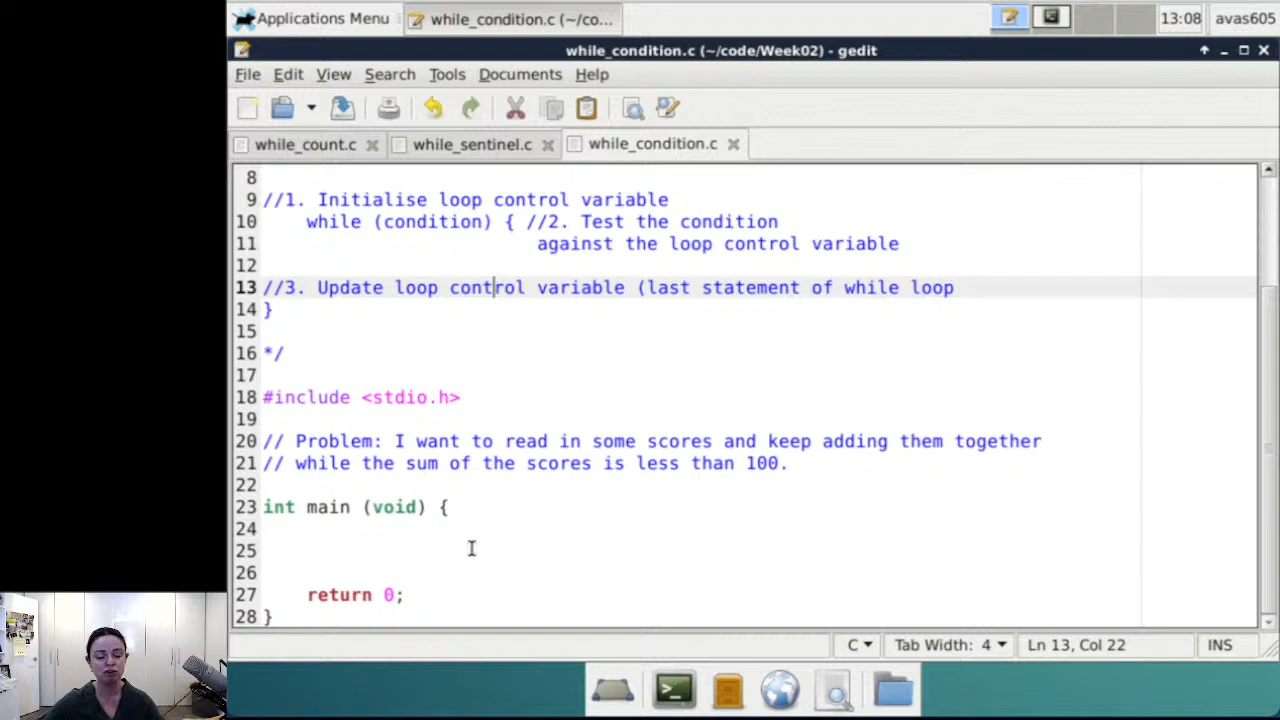 Applications Menu
while_condition.c (~/co...
13:08
avas605
while_condition.c (~/code/Week02) - gedit
File Edit View Search Tools Documents Help
while_count.c
while_sentinel.c
while_condition.c
8
9 //1. Initialise loop control variable
10 while (condition) { //2. Test the condition
11 against the loop control variable
12
13 //3. Update loop control variable (last statement of while loop
14 }
15
16 */
17
18 #include <stdio.h>
19
20 // Problem: I want to read in some scores and keep adding them together
21 // while the sum of the scores is less than 100.
22
23 int main (void) {
24
25
26
27 return 0;
28 }
C Tab Width: 4 Ln 13, Col 22 INS